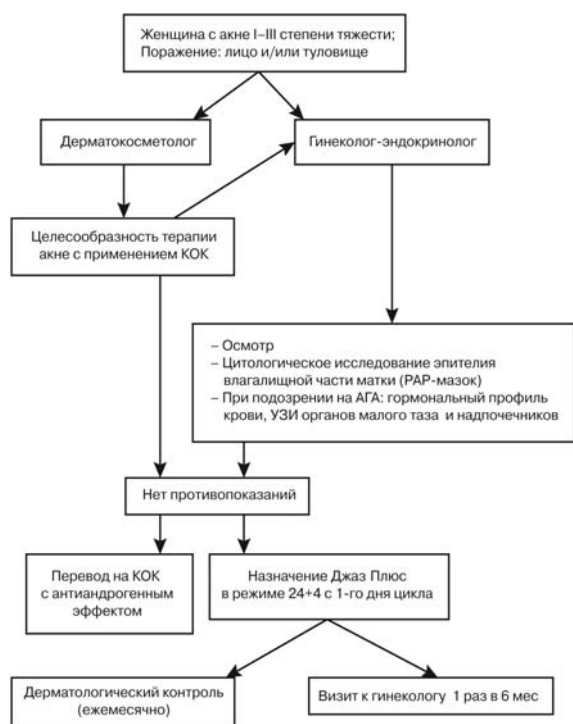 Женщина с акне I–III степени тяжести;
Поражение: лицо и/или туловище
Дерматокосметолог
Гинеколог-эндокринолог
Целесообразность терапии
акне с применением КОК
– Осмотр
– Цитологическое исследование эпителия
влагалищной части матки (PAP-мазок)
– При подозрении на АГА: гормональный профиль
крови, УЗИ органов малого таза и надпочечников
Нет противопоказаний
Перевод на КОК
с антиандрогенным
эффектом
Назначение Джаз Плюс
в режиме 24+4 с 1-го дня цикла
Дерматологический контроль
(ежемесячно)
Визит к гинекологу 1 раз в 6 мес